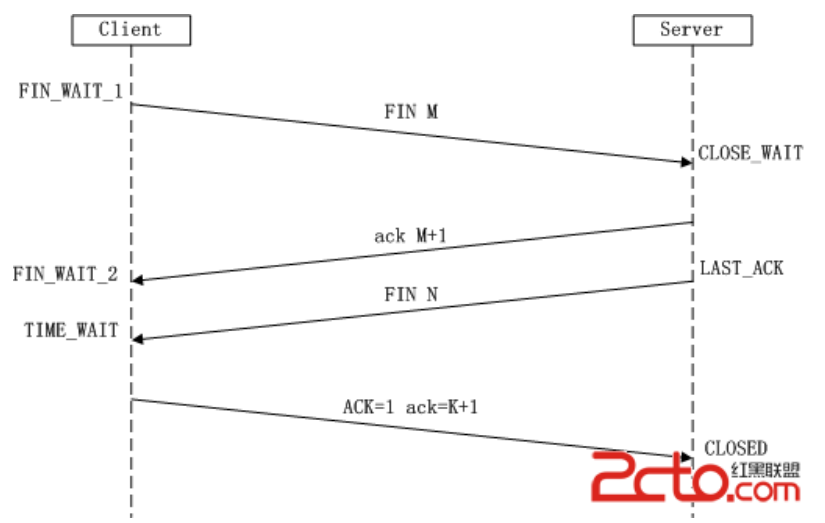 Client
Server
FIN_WAIT_1
FIN M
CLOSE_WAIT
ack M+1
FIN_WAIT_2
LAST_ACK
FIN N
TIME_WAIT
ACK=1 ack=K+1
CLOSED
2cto.com
红黑联盟